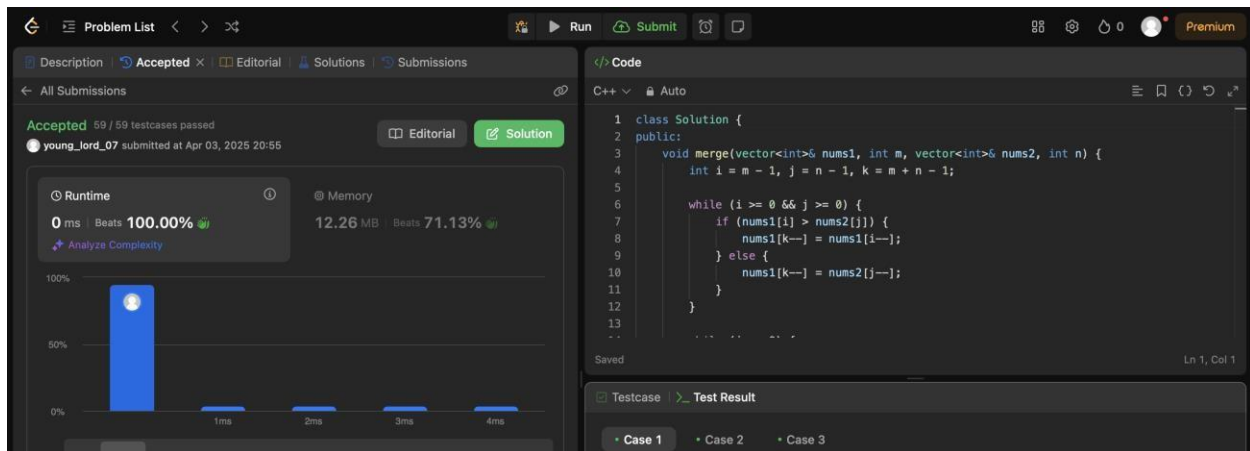 Problem List
Run
Submit
0
Premium
Description
Accepted
Editorial
Solutions
Submissions
All Submissions
Accepted 59 / 59 testcases passed
young_lord_07 submitted at Apr 03, 2025 20:55
Editorial
Solution
Runtime
0 ms Beats 100.00%
Analyze Complexity
Memory
12.26 MB Beats 71.13%
100%
50%
0%
1ms
2ms
3ms
4ms
</> Code
C++
Auto
1 class Solution {
2 public:
3 void merge(vector<int>& nums1, int m, vector<int>& nums2, int n) {
4 int i = m - 1, j = n - 1, k = m + n - 1;
5
6 while (i >= 0 && j >= 0) {
7 if (nums1[i] > nums2[j]) {
8 nums1[k--] = nums1[i--];
9 } else {
10 nums1[k--] = nums2[j--];
11 }
12 }
13
Saved
Ln 1, Col 1
Testcase
>_ Test Result
• Case 1
• Case 2
• Case 3